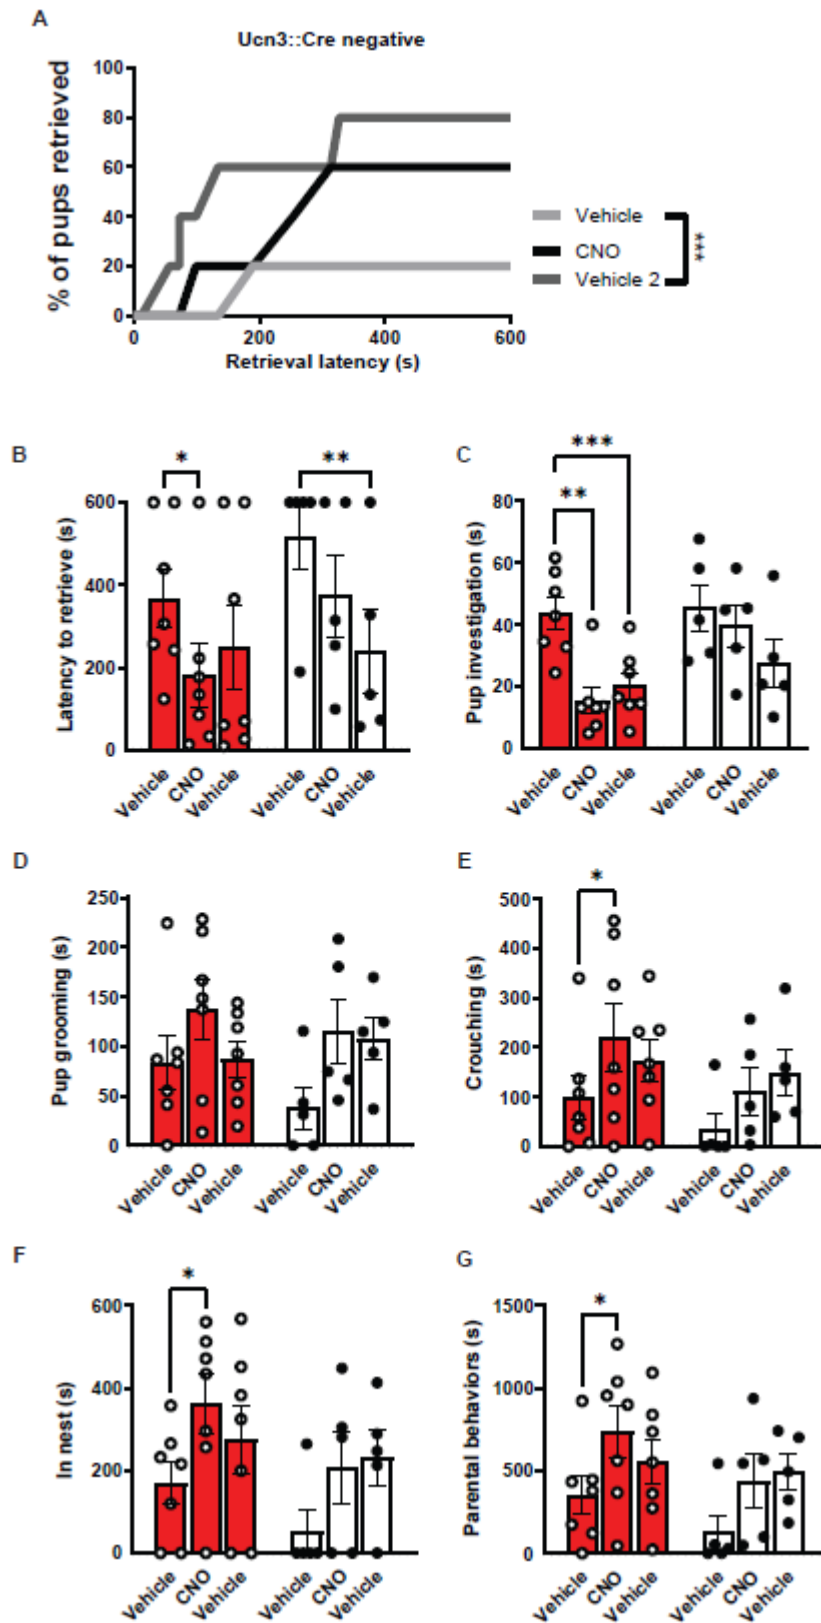 A
Ucn3::Cre negative
% of pups retrieved
100
80
60
40
20
0
0 200 400 600
Retrieval latency (s)
Vehicle
CNO
Vehicle 2
***
B
* **
Latency to retrieve (s)
600
400
200
0
Vehicle CNO Vehicle Vehicle CNO Vehicle
C
***
**
Pup investigation (s)
80
60
40
20
0
Vehicle CNO Vehicle Vehicle CNO Vehicle
D
Pup grooming (s)
250
200
150
100
50
0
Vehicle CNO Vehicle Vehicle CNO Vehicle
E
*
Crouching (s)
500
400
300
200
100
0
Vehicle CNO Vehicle Vehicle CNO Vehicle
F
*
In nest (s)
600
400
200
0
Vehicle CNO Vehicle Vehicle CNO Vehicle
G
*
Parental behaviors (s)
1500
1000
500
0
Vehicle CNO Vehicle Vehicle CNO Vehicle